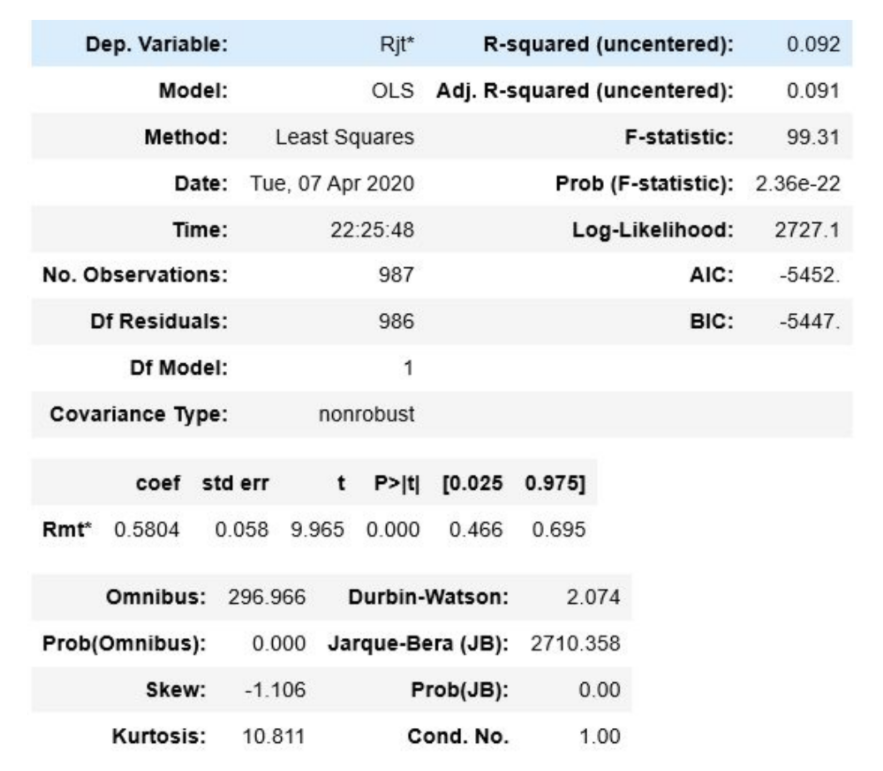 Dep. Variable: Rjt* R-squared (uncentered): 0.092
Model: OLS Adj. R-squared (uncentered): 0.091
Method: Least Squares F-statistic: 99.31
Date: Tue, 07 Apr 2020 Prob (F-statistic): 2.36e-22
Time: 22:25:48 Log-Likelihood: 2727.1
No. Observations: 987 AIC: -5452.
Df Residuals: 986 BIC: -5447.
Df Model: 1
Covariance Type: nonrobust
coef std err t P>|t| [0.025 0.975]
Rmt* 0.5804 0.058 9.965 0.000 0.466 0.695
Omnibus: 296.966 Durbin-Watson: 2.074
Prob(Omnibus): 0.000 Jarque-Bera (JB): 2710.358
Skew: -1.106 Prob(JB): 0.00
Kurtosis: 10.811 Cond. No. 1.00